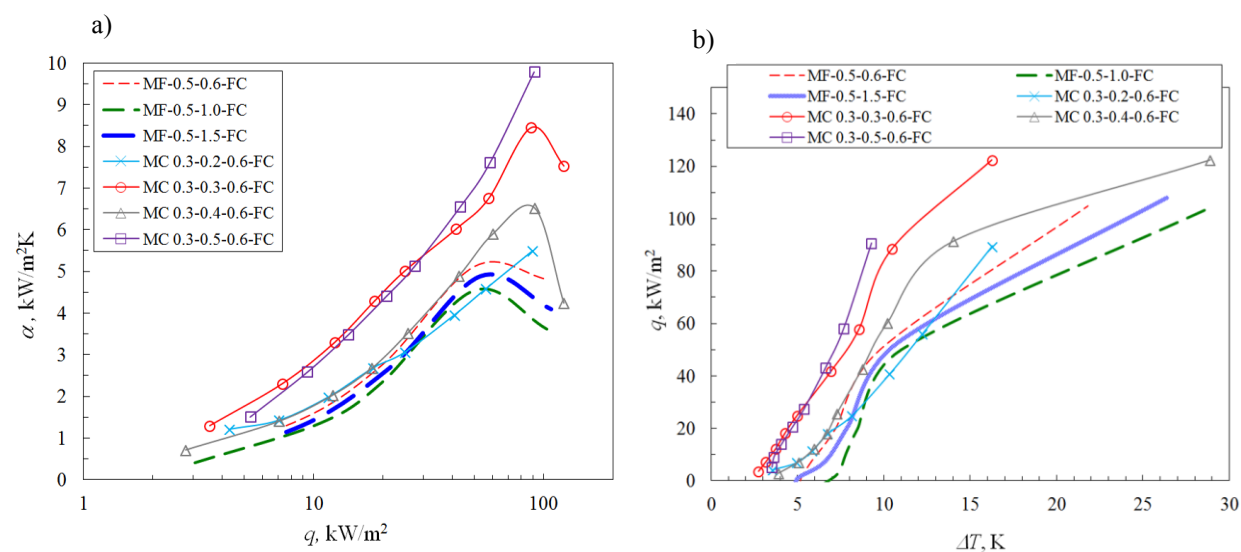 a)
10
9
8
7
6
5
4
3
2
1
0
α, kW/m²K
MF-0.5-0.6-FC
MF-0.5-1.0-FC
MF-0.5-1.5-FC
MC 0.3-0.2-0.6-FC
MC 0.3-0.3-0.6-FC
MC 0.3-0.4-0.6-FC
MC 0.3-0.5-0.6-FC
1 10 100
q, kW/m²
b)
MF-0.5-0.6-FC MF-0.5-1.0-FC
MF-0.5-1.5-FC MC 0.3-0.2-0.6-FC
MC 0.3-0.3-0.6-FC MC 0.3-0.4-0.6-FC
MC 0.3-0.5-0.6-FC
140
120
100
80
60
40
20
0
q, kW/m²
0 5 10 15 20 25 30
ΔT, K